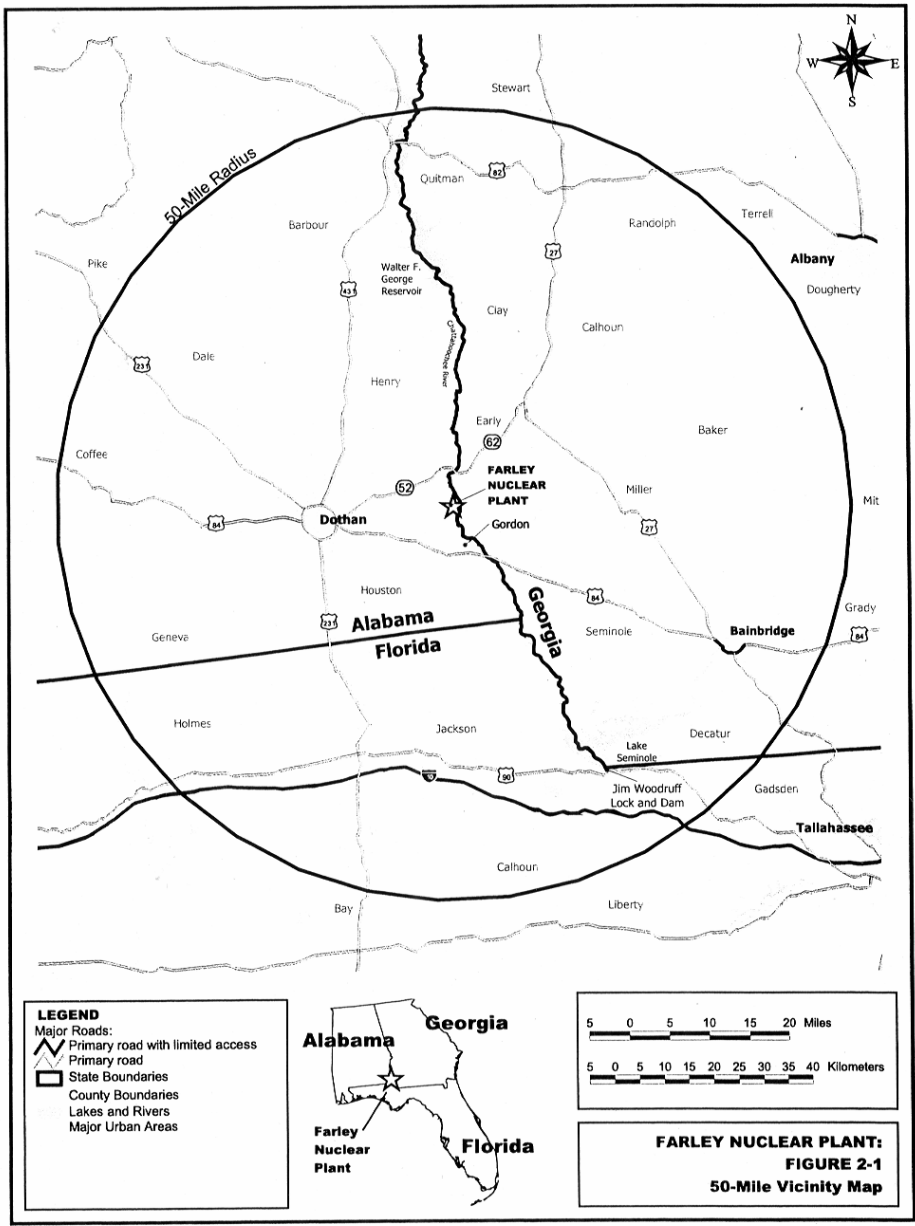 N
W E
S
Stewart
50-Mile Radius
Quitman
82
Barbour
Randolph
Terrell
27
Albany
Pike
Walter F.
George
Reservoir
431
Dougherty
Clay
Chattahoochee River
Calhoun
231
Dale
Henry
Early
62
Baker
Coffee
FARLEY
NUCLEAR
PLANT
52
Miller
Mit
84
Dothan
Gordon
27
Houston
84
Georgia
231
Alabama
Seminole
Bainbridge
Grady
84
Geneva
Florida
Holmes
Jackson
Decatur
Lake
Seminole
10
90
Jim Woodruff
Lock and Dam
Gadsden
Tallahassee
Calhoun
Bay
Liberty
LEGEND
Major Roads:
Primary road with limited access
Primary road
State Boundaries
County Boundaries
Lakes and Rivers
Major Urban Areas
Alabama
Georgia
Farley
Nuclear
Plant
Florida
5 0 5 10 15 20 Miles
5 0 5 10 15 20 25 30 35 40 Kilometers
FARLEY NUCLEAR PLANT:
FIGURE 2-1
50-Mile Vicinity Map